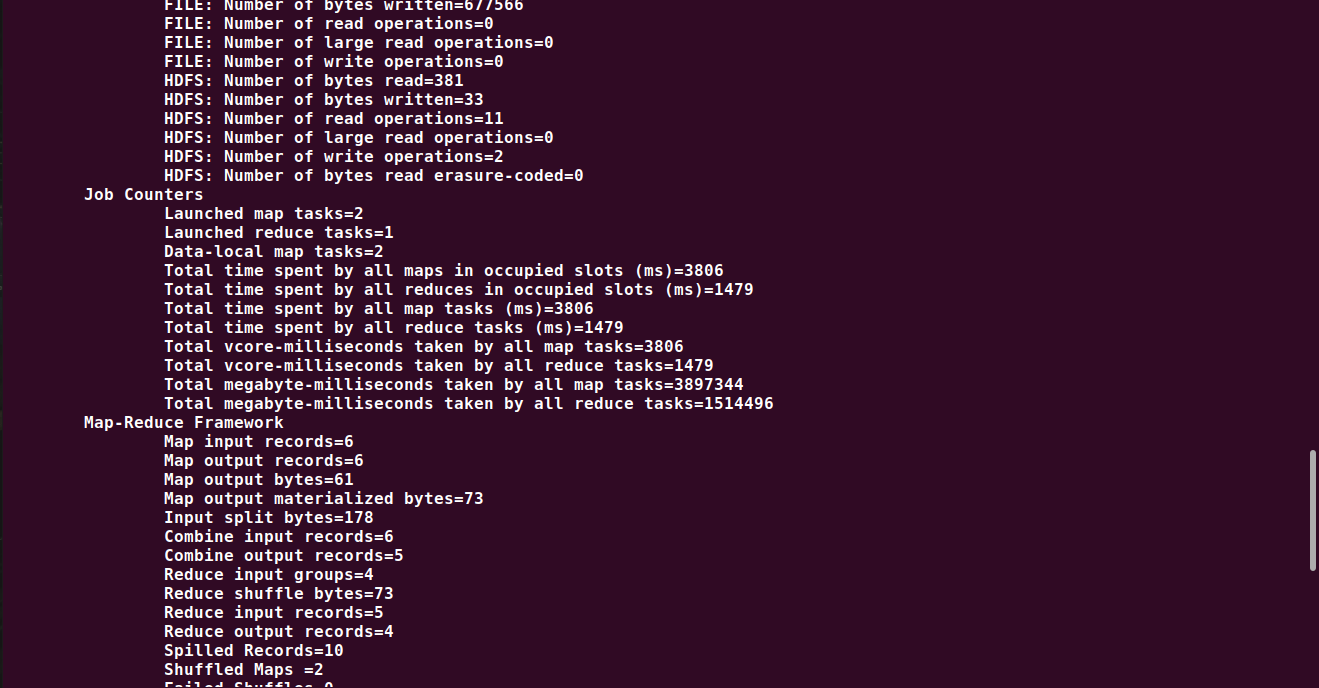 FILE: Number of bytes written=677566
FILE: Number of read operations=0
FILE: Number of large read operations=0
FILE: Number of write operations=0
HDFS: Number of bytes read=381
HDFS: Number of bytes written=33
HDFS: Number of read operations=11
HDFS: Number of large read operations=0
HDFS: Number of write operations=2
HDFS: Number of bytes read erasure-coded=0
Job Counters
Launched map tasks=2
Launched reduce tasks=1
Data-local map tasks=2
Total time spent by all maps in occupied slots (ms)=3806
Total time spent by all reduces in occupied slots (ms)=1479
Total time spent by all map tasks (ms)=3806
Total time spent by all reduce tasks (ms)=1479
Total vcore-milliseconds taken by all map tasks=3806
Total vcore-milliseconds taken by all reduce tasks=1479
Total megabyte-milliseconds taken by all map tasks=3897344
Total megabyte-milliseconds taken by all reduce tasks=1514496
Map-Reduce Framework
Map input records=6
Map output records=6
Map output bytes=61
Map output materialized bytes=73
Input split bytes=178
Combine input records=6
Combine output records=5
Reduce input groups=4
Reduce shuffle bytes=73
Reduce input records=5
Reduce output records=4
Spilled Records=10
Shuffled Maps =2
Failed Shuffles=0